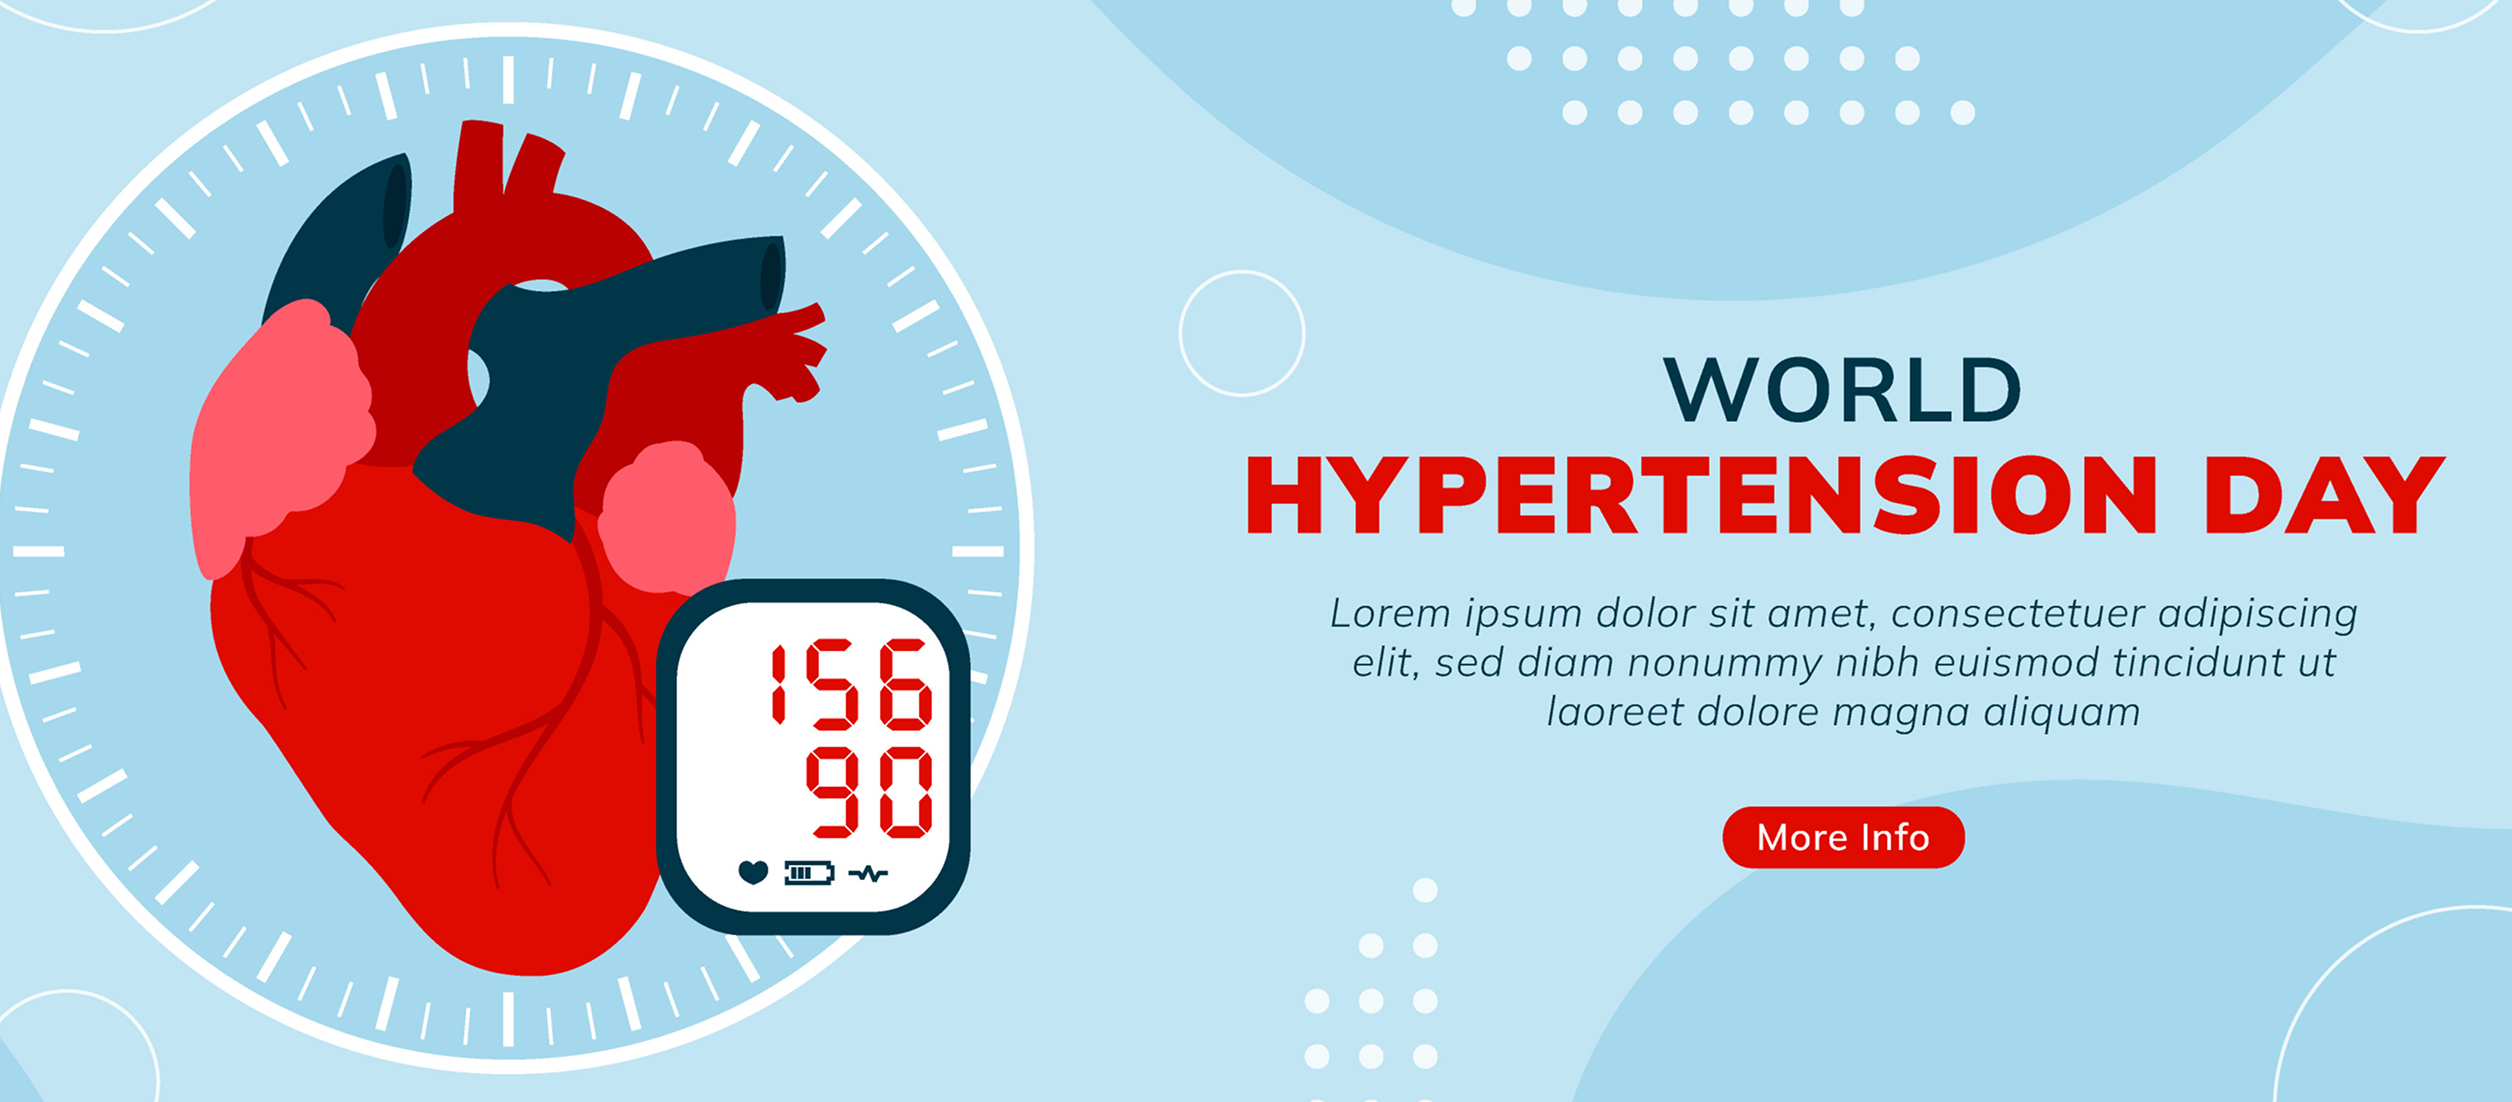 156
90
WORLD
HYPERTENSION DAY
Lorem ipsum dolor sit amet, consectetuer adipiscing
elit, sed diam nonummy nibh euismod tincidunt ut
laoreet dolore magna aliquam
More Info